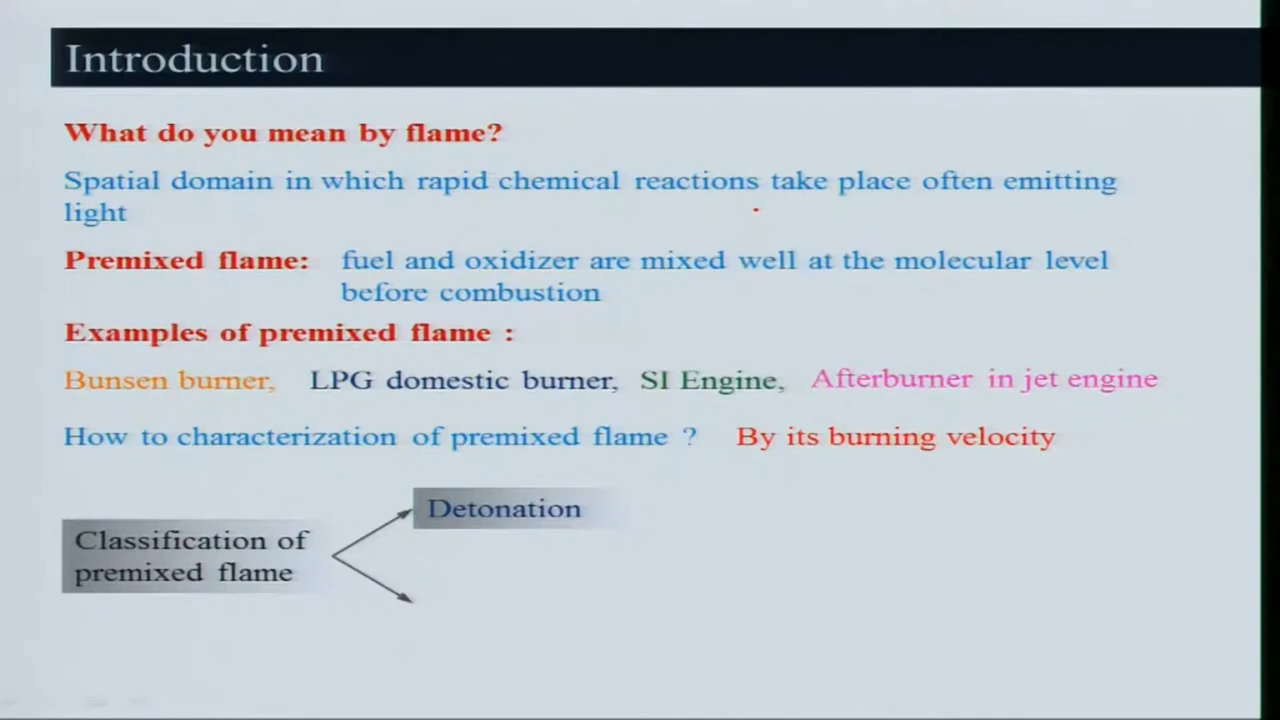 Introduction
What do you mean by flame?
Spatial domain in which rapid chemical reactions take place often emitting
light
Premixed flame: fuel and oxidizer are mixed well at the molecular level
before combustion
Examples of premixed flame :
Bunsen burner, LPG domestic burner, SI Engine, Afterburner in jet engine
How to characterization of premixed flame ? By its burning velocity
Detonation
Classification of
premixed flame